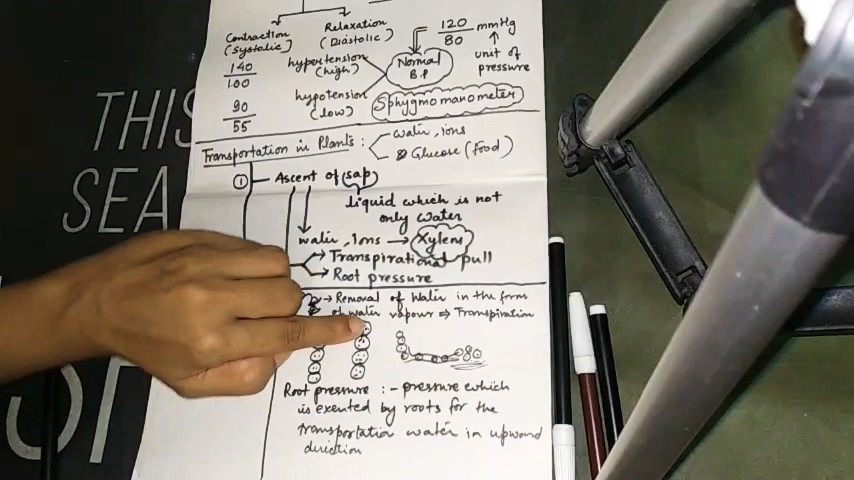 Contraction
(Systolic)
Relaxation
(Diastolic)
120/80 mmHg
unit of
pressure
140/100
hypertension
(high)
Normal
B.P
90/55
hypotension
(low)
Sphygmomanometer
Transportation in Plants :
water, ions
Glucose (food)
① Ascent of (sap)
liquid which is not
only water
water, Ions → Xylem
→ Transpirational pull
→ Root pressure
→ Removal of Water in the form
of water vapour ⇒ Transpiration
Root pressure :- pressure which
is exented by roots for the
transportation water in upward
direction
THIS
SEA